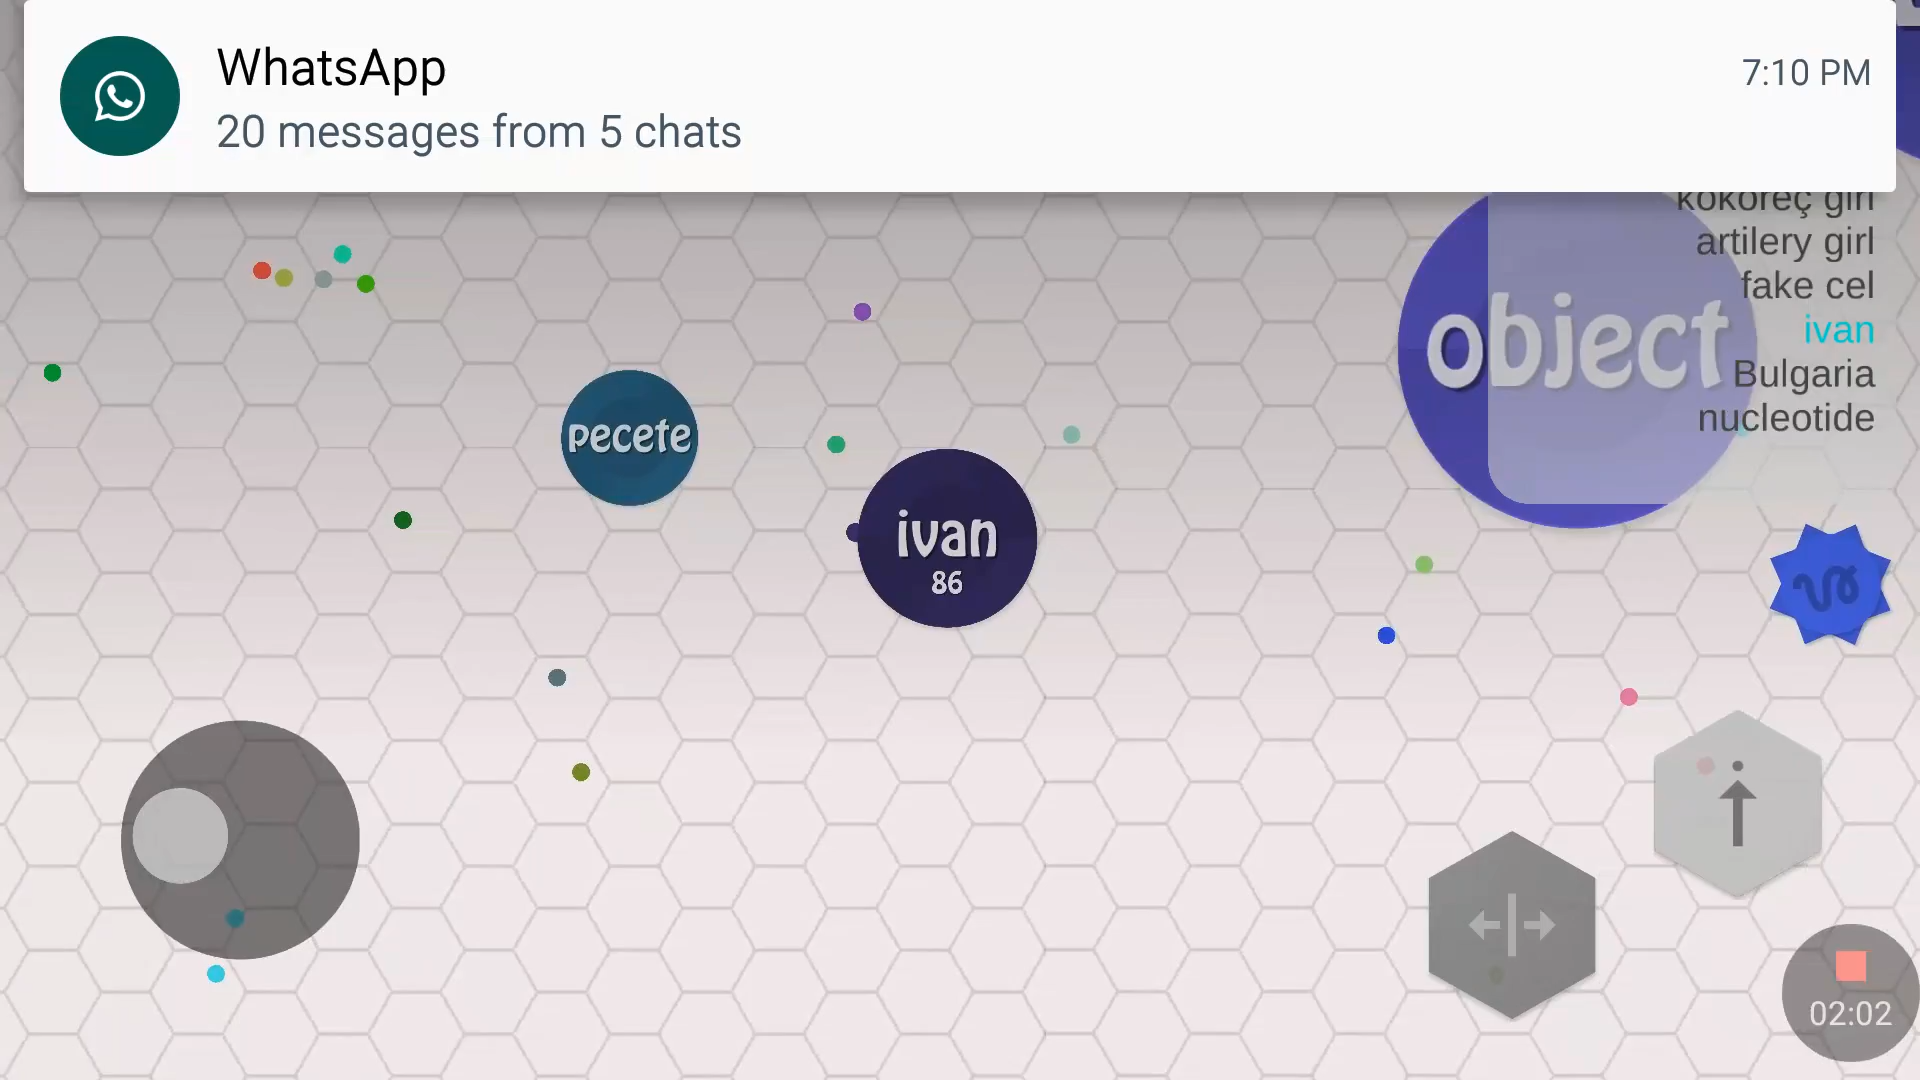 WhatsApp
7:10 PM
20 messages from 5 chats
kokoreç girl
artilery girl
fake cel
ivan
Bulgaria
nucleotide
object
pecete
ivan
86
02:02